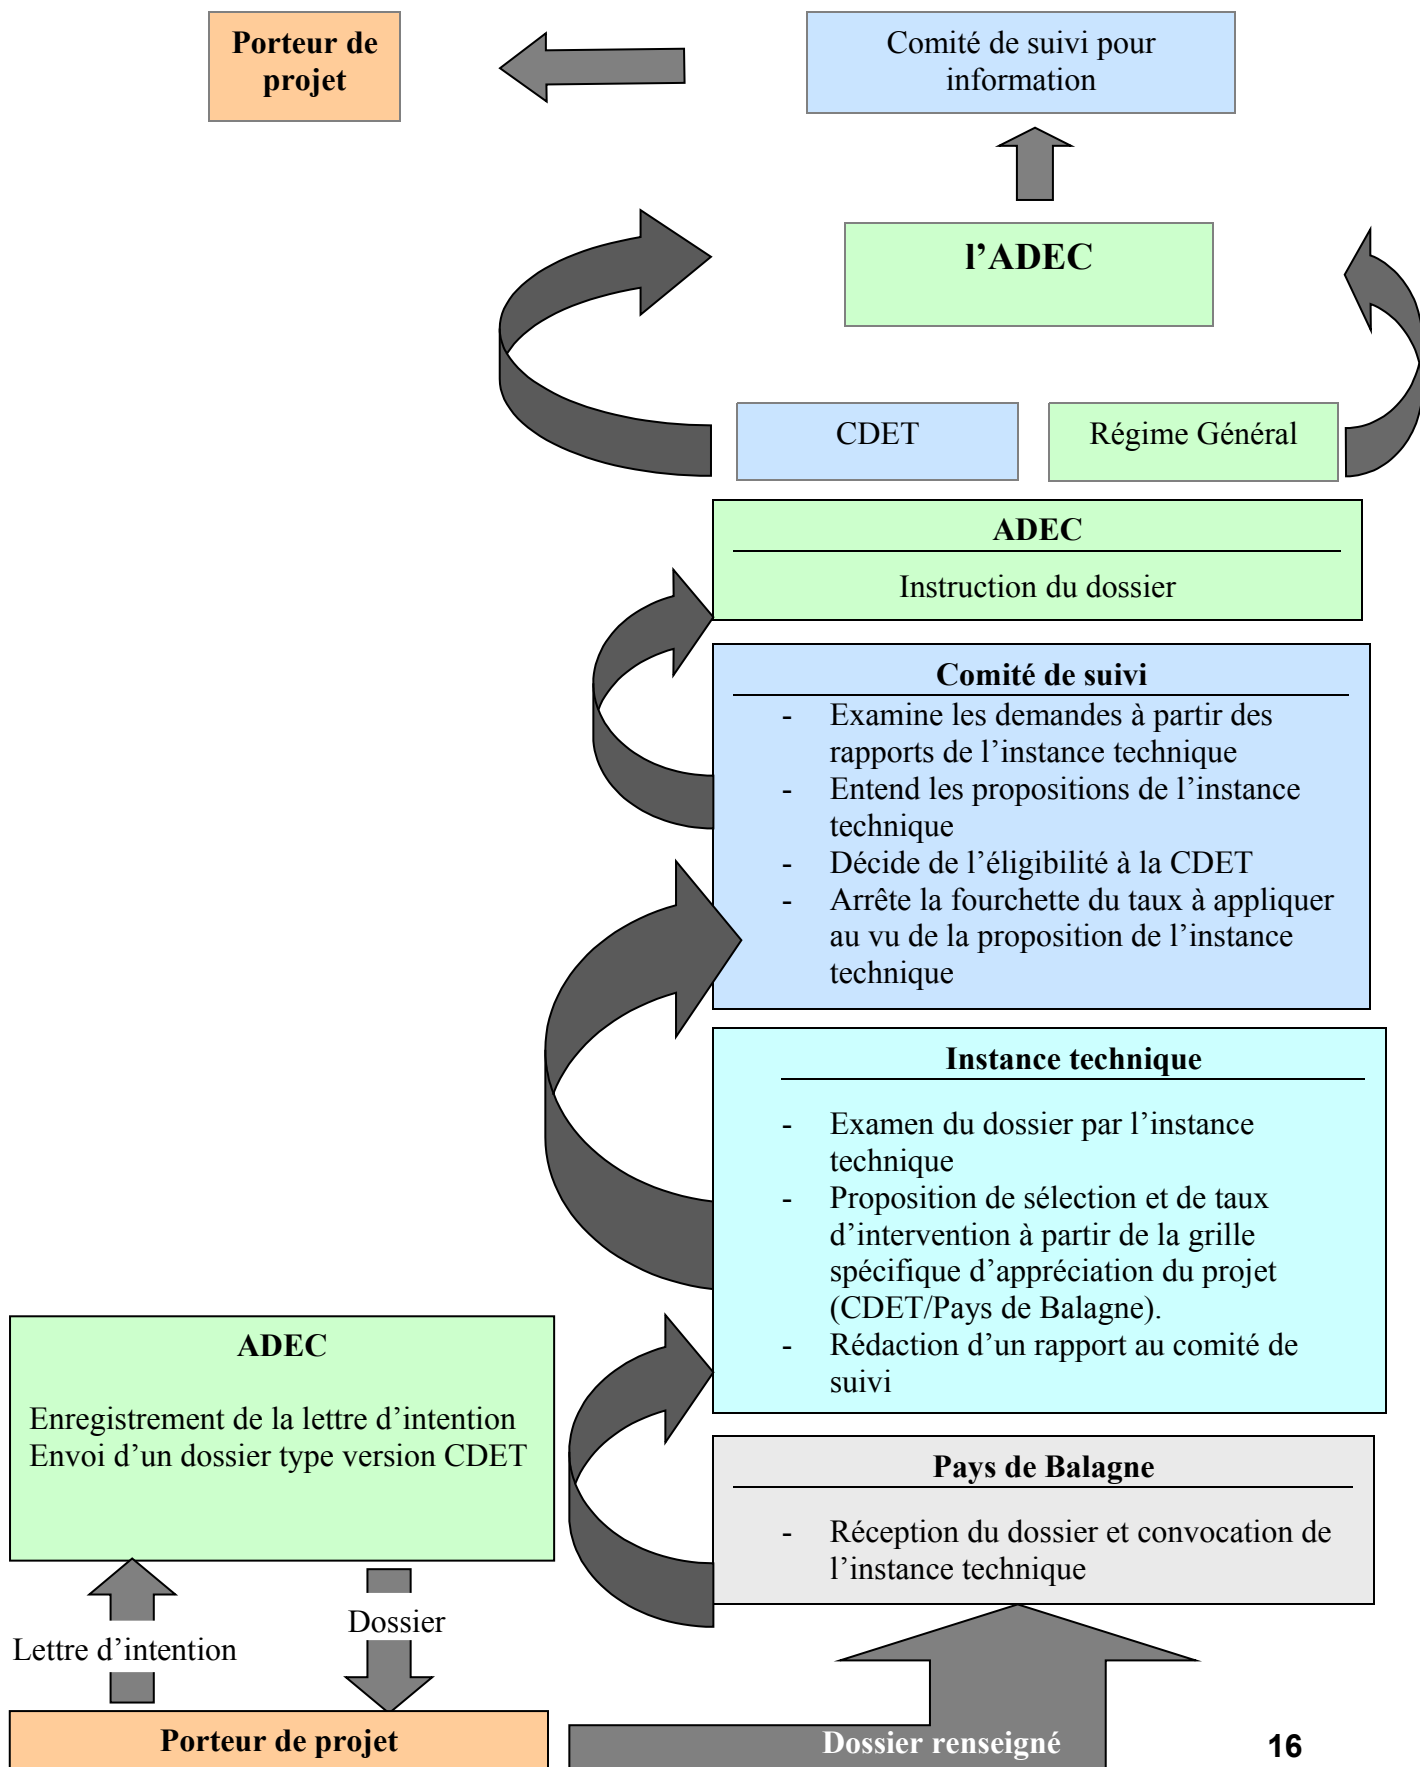 Porteur de
projet
Comité de suivi pour
information
l’ADEC
CDET
Régime Général
ADEC
Instruction du dossier
Comité de suivi
- Examine les demandes à partir des
rapports de l’instance technique
- Entend les propositions de l’instance
technique
- Décide de l’éligibilité à la CDET
- Arrête la fourchette du taux à appliquer
au vu de la proposition de l’instance
technique
Instance technique
- Examen du dossier par l’instance
technique
- Proposition de sélection et de taux
d’intervention à partir de la grille
spécifique d’appréciation du projet
(CDET/Pays de Balagne).
- Rédaction d’un rapport au comité de
suivi
ADEC
Enregistrement de la lettre d’intention
Envoi d’un dossier type version CDET
Pays de Balagne
- Réception du dossier et convocation de
l’instance technique
Lettre d’intention
Dossier
Porteur de projet
Dossier renseigné
16